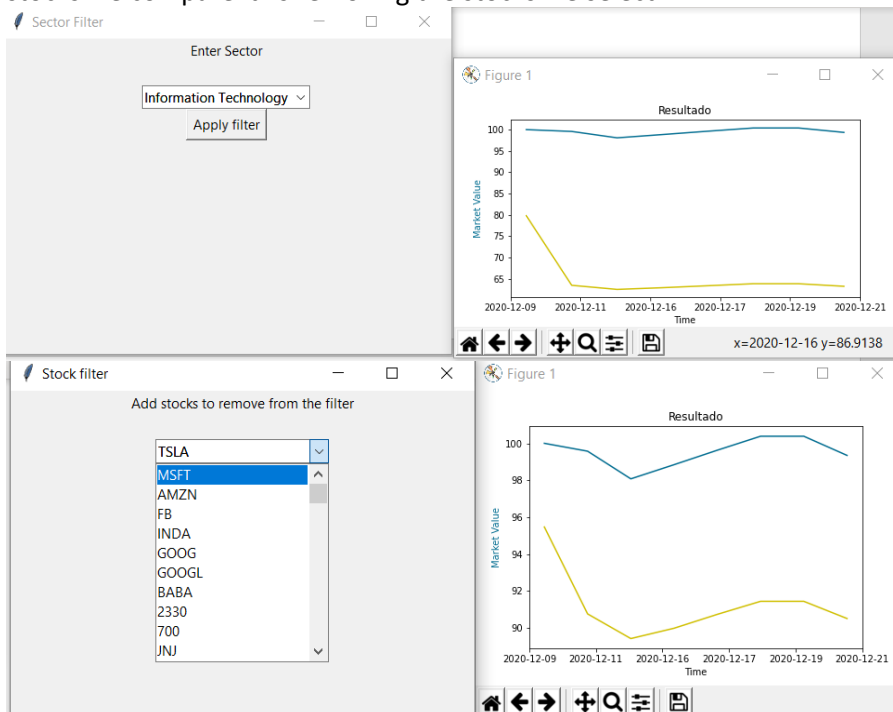 Sector Filter
Enter Sector
Information Technology
Apply filter
Figure 1
Resultado
Market Value
100
95
90
85
80
75
70
65
2020-12-09 2020-12-11 2020-12-16 2020-12-17 2020-12-19 2020-12-21
Time
x=2020-12-16 y=86.9138
Stock filter
Add stocks to remove from the filter
TSLA
MSFT
AMZN
FB
INDA
GOOG
GOOGL
BABA
2330
700
JNJ
Figure 1
Resultado
Market Value
100
98
96
94
92
90
2020-12-09 2020-12-11 2020-12-16 2020-12-17 2020-12-19 2020-12-21
Time